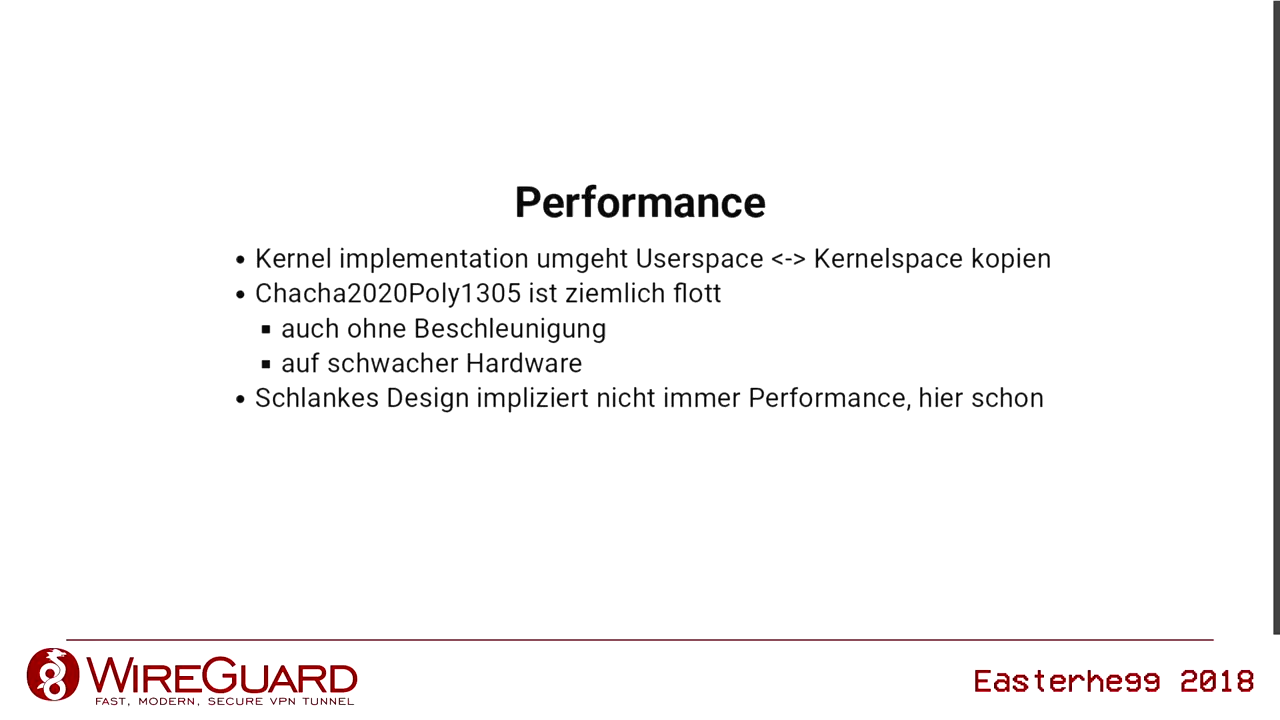 Performance
• Kernel implementation umgeht Userspace <-> Kernelspace kopien
• Chacha2020Poly1305 ist ziemlich flott
▪ auch ohne Beschleunigung
▪ auf schwacher Hardware
• Schlankes Design impliziert nicht immer Performance, hier schon
WIREGUARD
FAST, MODERN, SECURE VPN TUNNEL
Easterhegg 2018